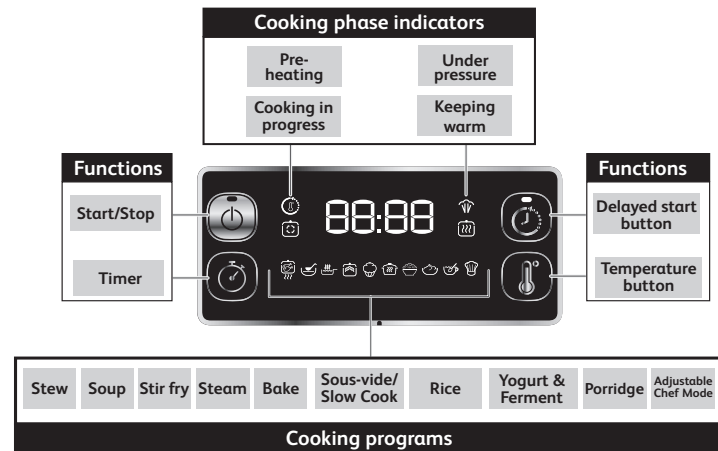 Cooking phase indicators
Pre-
heating
Under
pressure
Cooking in
progress
Keeping
warm
Functions
Start/Stop
Timer
88:88
Functions
Delayed start
button
Temperature
button
Stew
Soup
Stir fry
Steam
Bake
Sous-vide/
Slow Cook
Rice
Yogurt &
Ferment
Porridge
Adjustable
Chef Mode
Cooking programs